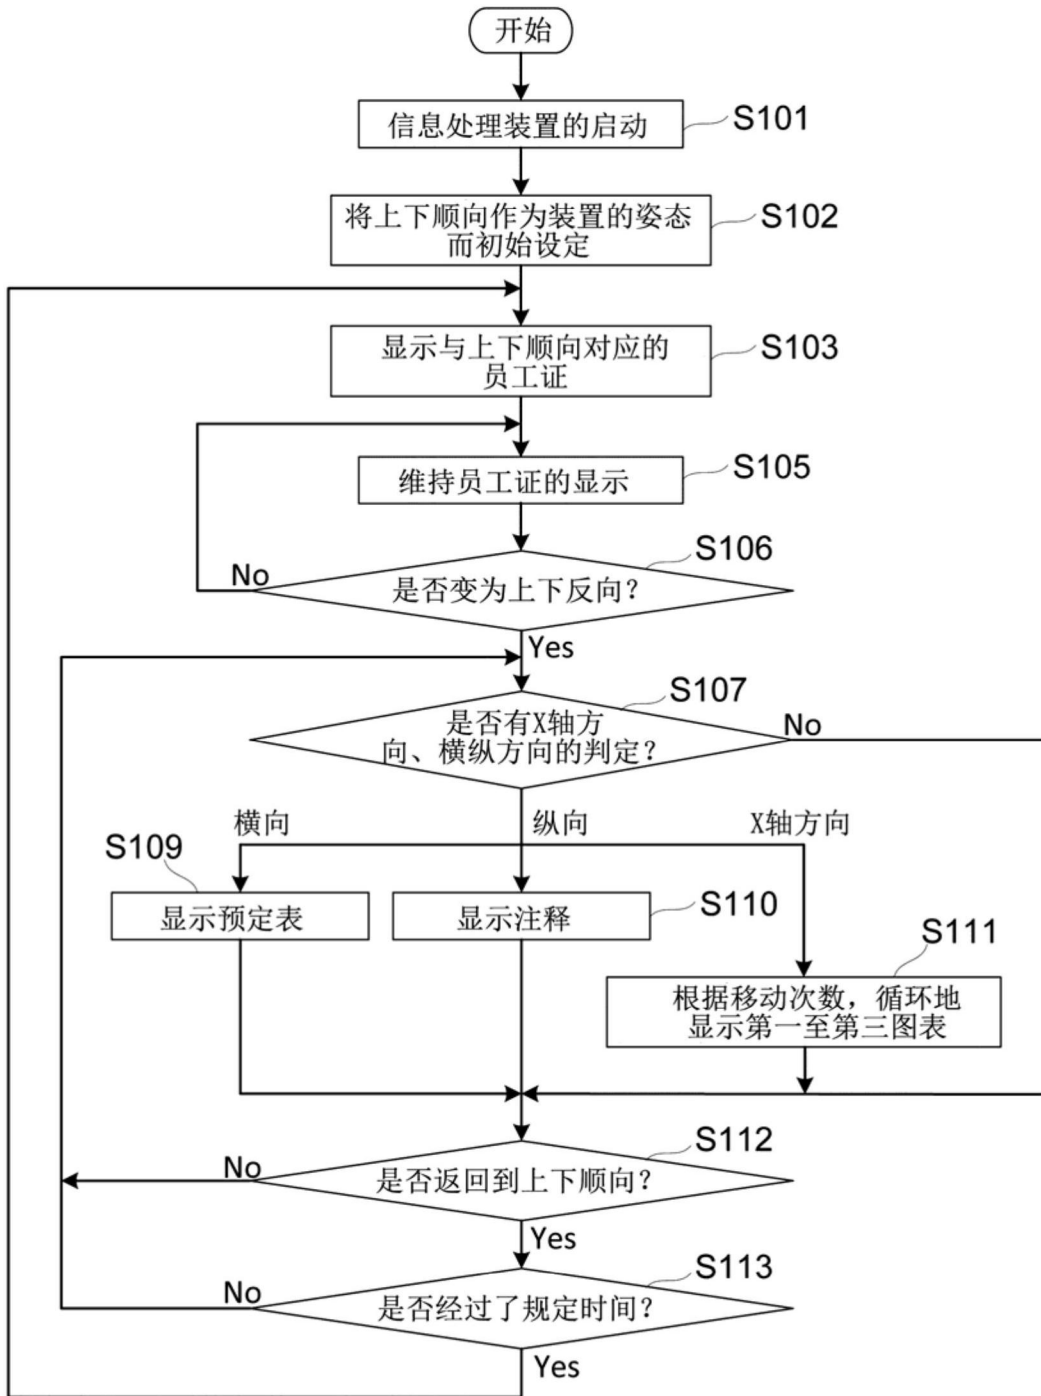 开始
信息处理装置的启动
S101
将上下顺向作为装置的姿态
而初始设定
S102
显示与上下顺向对应的
员工证
S103
维持员工证的显示
S105
是否变为上下反向?
S106
No
Yes
是否有X轴方
向、横纵方向的判定?
S107
No
横向
纵向
X轴方向
S109
显示预定表
显示注释
S110
S111
根据移动次数，循环地
显示第一至第三图表
是否返回到上下顺向?
S112
No
Yes
是否经过了规定时间?
S113
No
Yes